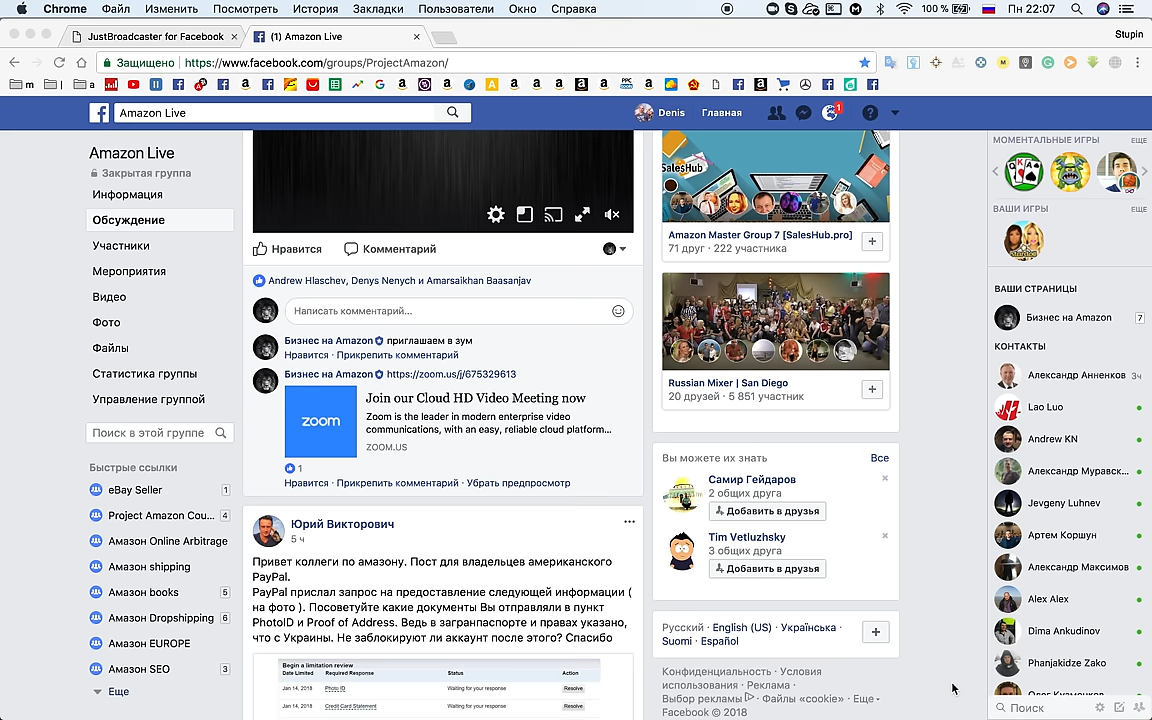 Chrome Файл Изменить Посмотреть История Закладки Пользователи Окно Справка 100 % Пн 22:07
JustBroadcaster for Facebook (1) Amazon Live Stupin
Защищено https://www.facebook.com/groups/ProjectAmazon/
Amazon Live Denis Главная 1
Amazon Live
Закрытая группа
Информация
Обсуждение
Участники
Мероприятия
Видео
Фото
Файлы
Статистика группы
Управление группой
Поиск в этой группе
Быстрые ссылки
eBay Seller 1
Project Amazon Cou... 4
Амазон Online Arbitrage
Амазон shipping
Амазон books 5
Амазон Dropshipping 6
Амазон EUROPE
Амазон SEO 3
Еще
Нравится Комментарий
Andrew Hlaschev, Denys Nenych и Amarsaikhan Baasanjav
Написать комментарий...
Бизнес на Amazon приглашаем в зум
Нравится · Прикрепить комментарий
Бизнес на Amazon https://zoom.us/j/675329613
zoom
Join our Cloud HD Video Meeting now
Zoom is the leader in modern enterprise video
communications, with an easy, reliable cloud platform...
ZOOM.US
1
Нравится · Прикрепить комментарий · Убрать предпросмотр
Юрий Викторович
5 ч
Привет коллеги по амазону. Пост для владельцев американского
PayPal.
PayPal прислал запрос на предоставление следующей информации (
на фото ). Посоветуйте какие документы Вы отправляли в пункт
PhotoID и Proof of Address. Ведь в загранпаспорте и правах указано,
что с Украины. Не заблокируют ли аккаунт после этого? Спасибо
Begin a limitation review
Date Limited Required Response Status Action
Jan 14, 2018 Photo ID Waiting for your response Resolve
Jan 14, 2018 Credit Card Statement Waiting for your response Resolve
SalesHub
Amazon Master Group 7 [SalesHub.pro]
71 друг · 222 участника
Russian Mixer | San Diego
20 друзей · 5 851 участник
Вы можете их знать Все
Самир Гейдаров
2 общих друга
Добавить в друзья
Tim Vetluzhsky
3 общих друга
Добавить в друзья
Русский · English (US) · Українська ·
Suomi · Español
Конфиденциальность · Условия
использования · Реклама ·
Выбор рекламы · Файлы «cookie» · Еще
Facebook © 2018
МОМЕНТАЛЬНЫЕ ИГРЫ ЕЩЕ
ВАШИ ИГРЫ ЕЩЕ
ВАШИ СТРАНИЦЫ
Бизнес на Amazon 7
КОНТАКТЫ
Александр Анненков 3ч
Lao Luo
Andrew KN
Александр Муравск...
Jevgeny Luhnev
Артем Коршун
Александр Максимов
Alex Alex
Dima Ankudinov
Phanjakidze Zako
Поиск